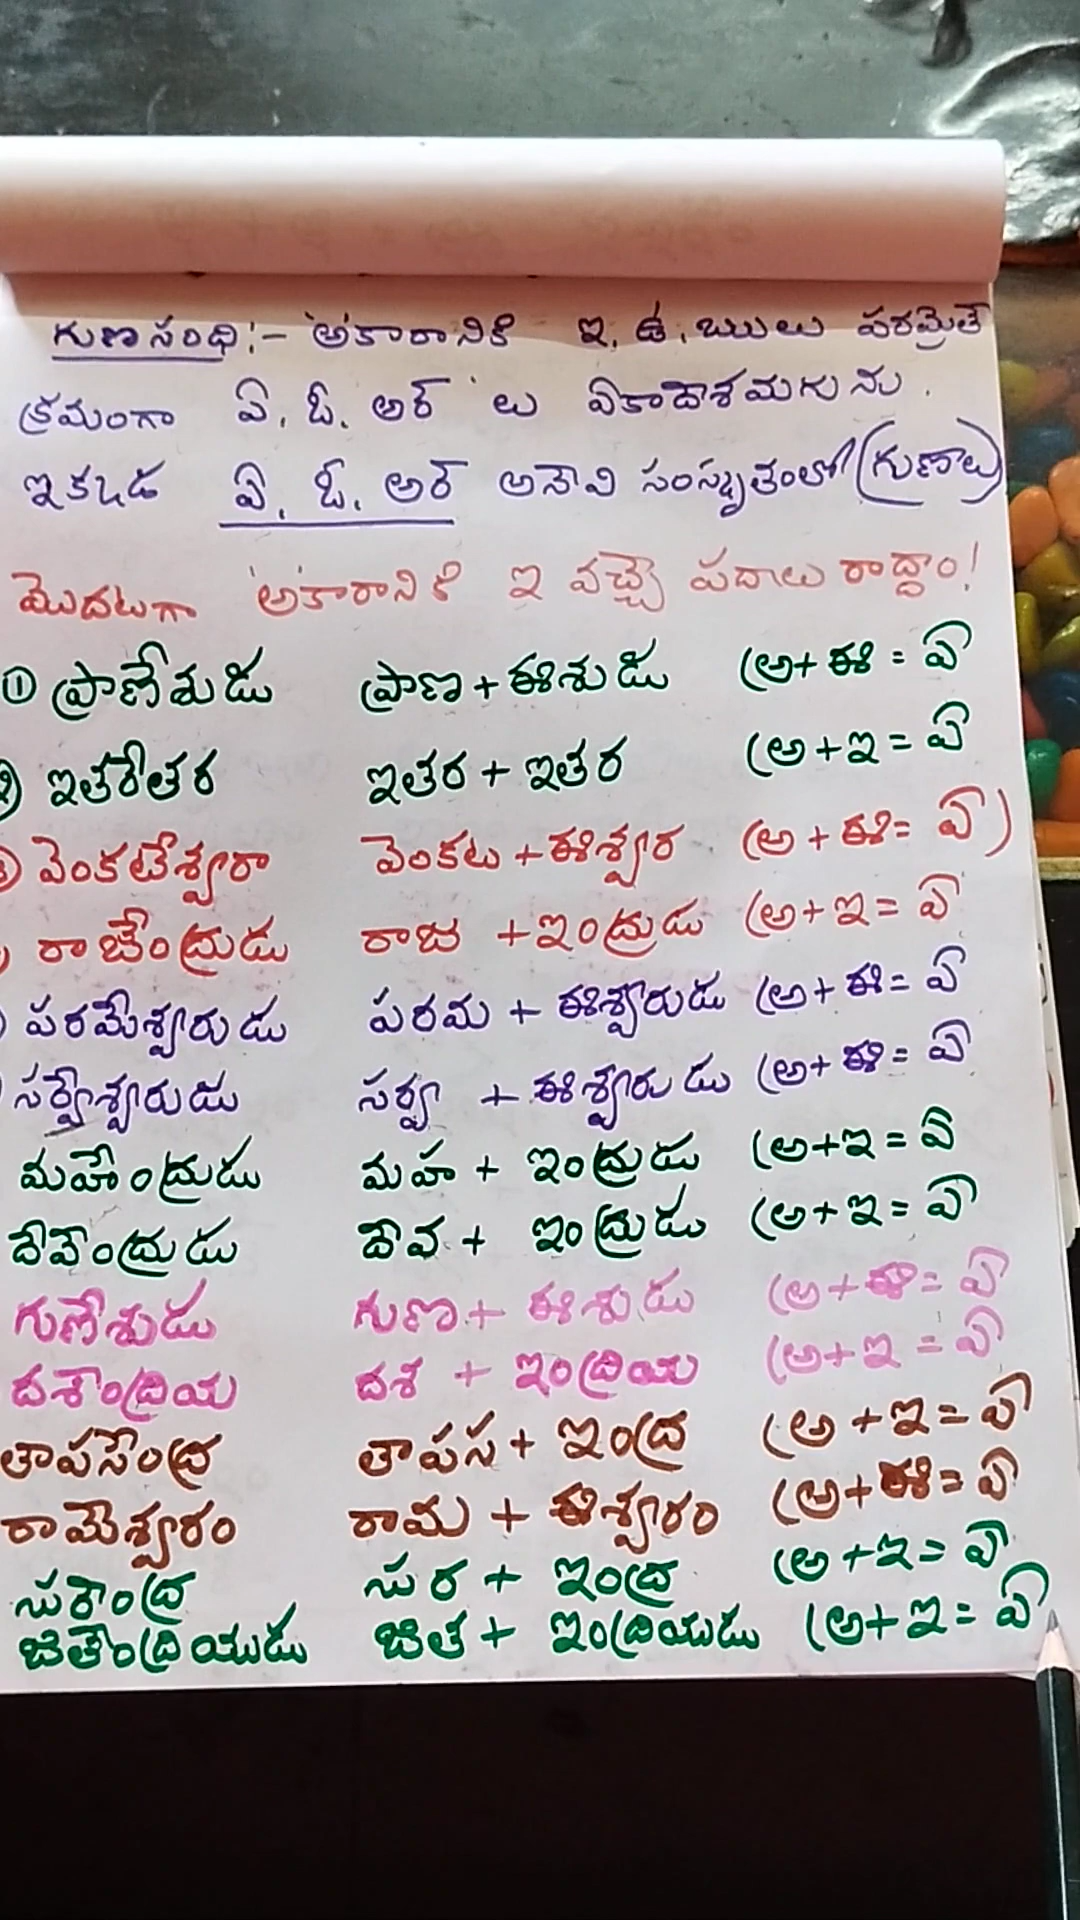 గుణసంధి:- 'అ'కారానికి ఇ, ఉ, ఋలు పరమైతే
క్రమంగా ఏ, ఓ, అర్ లు ఏకాదేశమగును.
ఇక్కడ ఏ, ఓ, అర్ అనేవి సంస్కృతంలో (గుణాలు)
మొదటగా 'అ'కారానికి ఇ వచ్చే పదాలు రాద్దాం!
① ప్రాణేశుడు ప్రాణ + ఈశుడు (అ+ ఈ = ఏ
2) ఇతరేతర ఇతర + ఇతర (అ + ఇ = ఏ
3) వెంకటేశ్వరా వెంకట + ఈశ్వర (అ + ఈ = ఏ)
) రాజేంద్రుడు రాజ + ఇంద్రుడు (అ+ ఇ = ఏ
) పరమేశ్వరుడు పరమ + ఈశ్వరుడు (అ+ ఈ = ఏ
సర్వేశ్వరుడు సర్వ + ఈశ్వరుడు (అ+ ఈ = ఏ
మహేంద్రుడు మహ + ఇంద్రుడు (అ+ఇ = ఏ
దేవేంద్రుడు దేవ + ఇంద్రుడు (అ+ఇ = ఏ
గుణేశుడు గుణ + ఈశుడు (అ+ ఈ = ఏ
దశేంద్రియ దశ + ఇంద్రియ (అ+ఇ = ఏ
తాపసేంద్ర తాపస + ఇంద్ర (అ + ఇ = ఏ
రామేశ్వరం రామ + ఈశ్వరం (అ+ ఈ = ఏ
సురేంద్ర సుర + ఇంద్ర (అ +ఇ = ఏ
జితేంద్రియుడు జిత + ఇంద్రియుడు (అ+ ఇ = ఏ